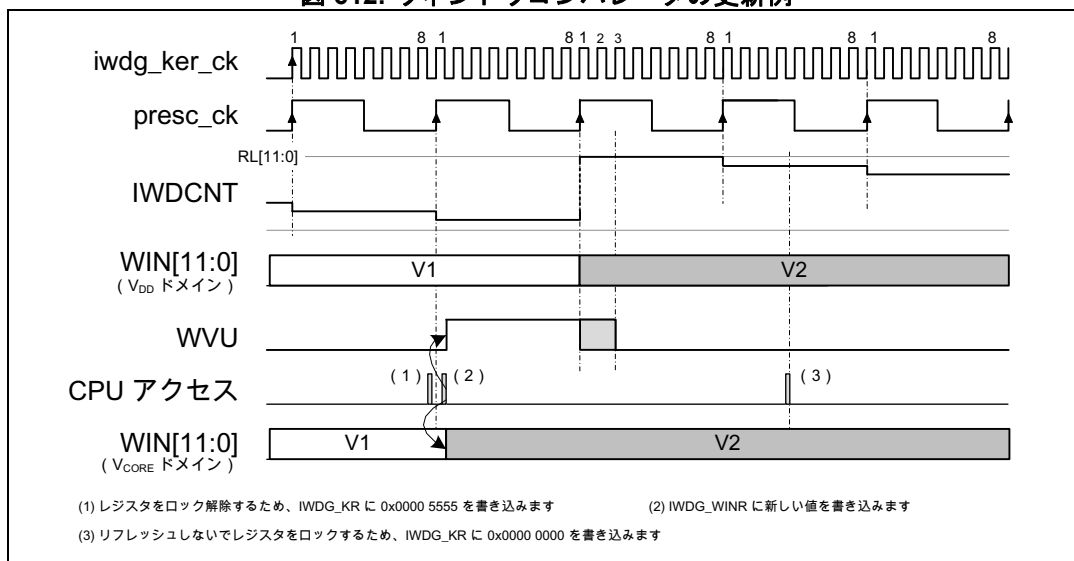 図 612. ウィンドウコンパレータの更新例
1 8 1 8 1 2 3 8 1 8 1 8
iwdg_ker_ck
presc_ck
RL[11:0]
IWDCNT
WIN[11:0]
( VDD ドメイン )
V1 V2
WVU
( 1 ) ( 2 ) ( 3 )
CPU アクセス
WIN[11:0]
( VCORE ドメイン )
V1 V2
(1) レジスタをロック解除するため、IWDG_KR に 0x0000 5555 を書き込みます (2) IWDG_WINR に新しい値を書き込みます
(3) リフレッシュしないでレジスタをロックするため、IWDG_KR に 0x0000 0000 を書き込みます